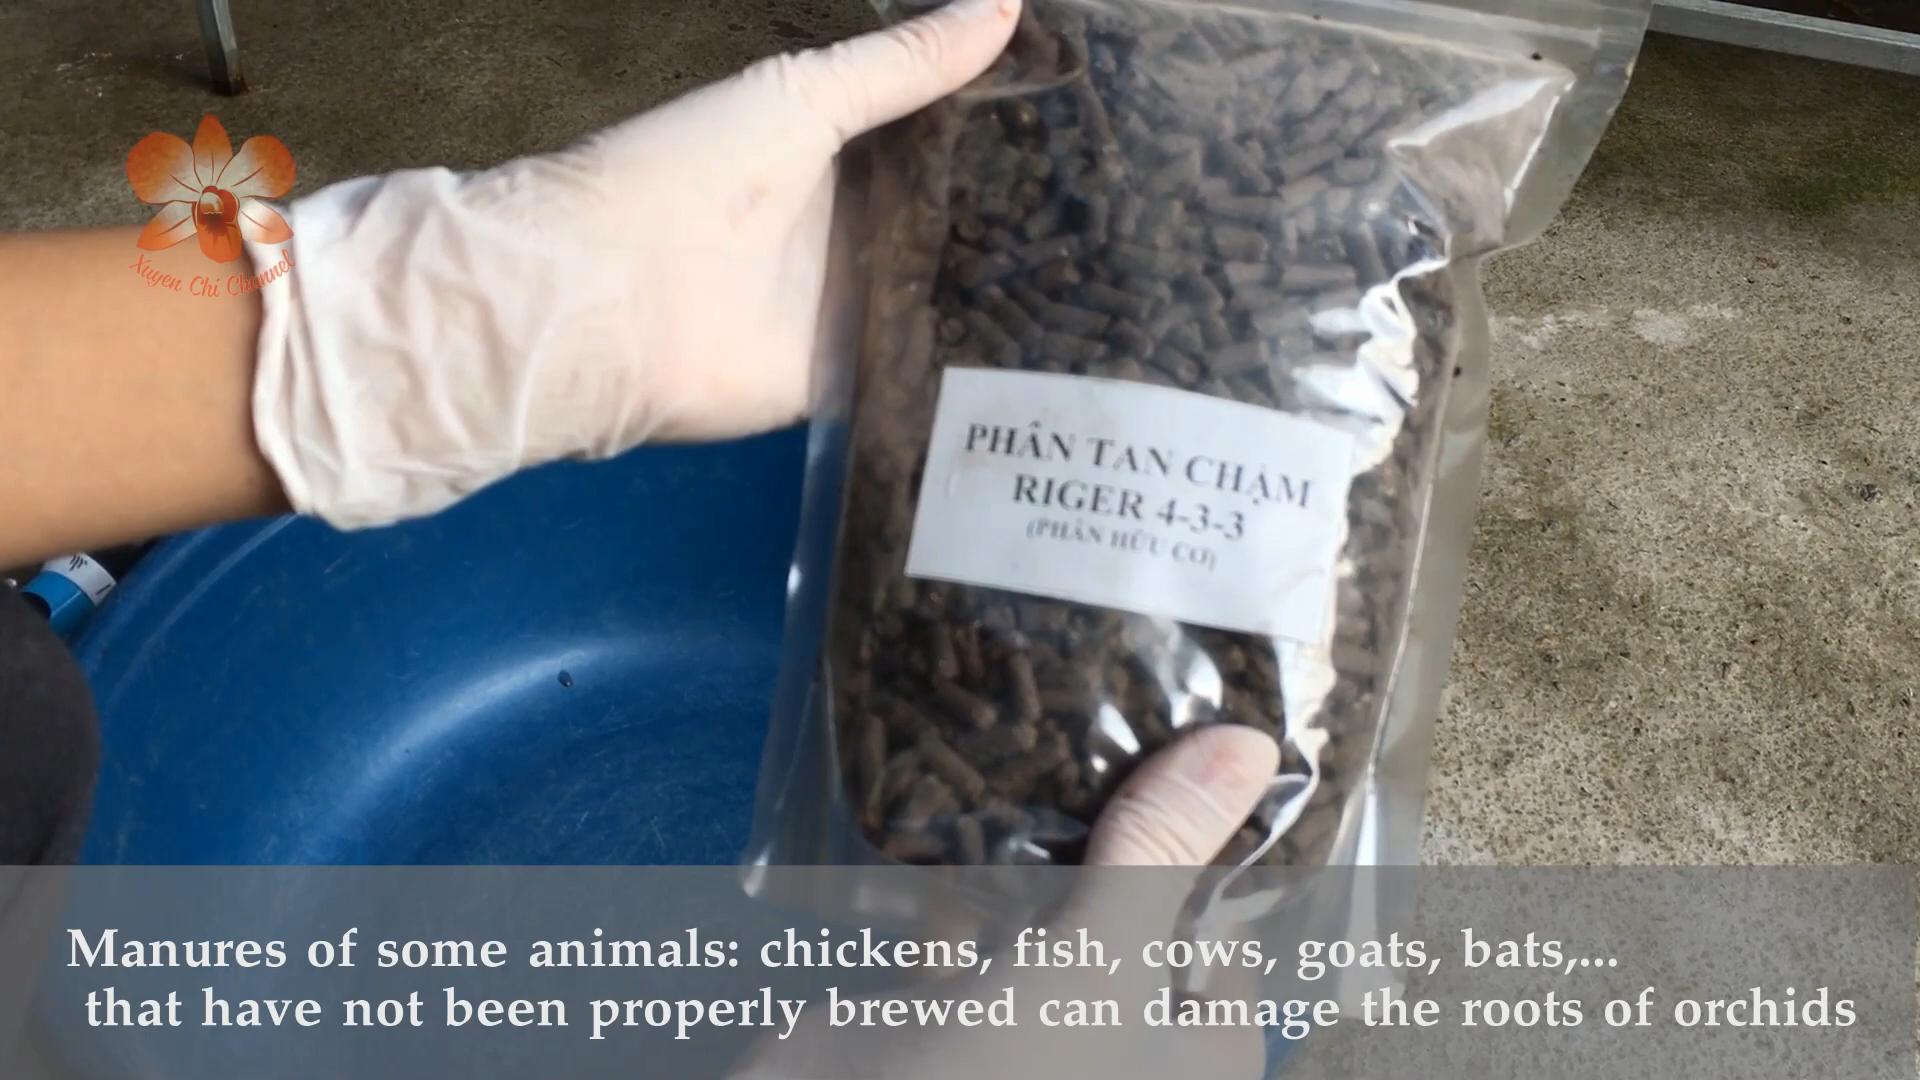 Xuyen Chi Channel
PHÂN TAN CHẬM
RIGER 4-3-3
(PHÂN HỮU CƠ)
Manures of some animals: chickens, fish, cows, goats, bats,...
that have not been properly brewed can damage the roots of orchids